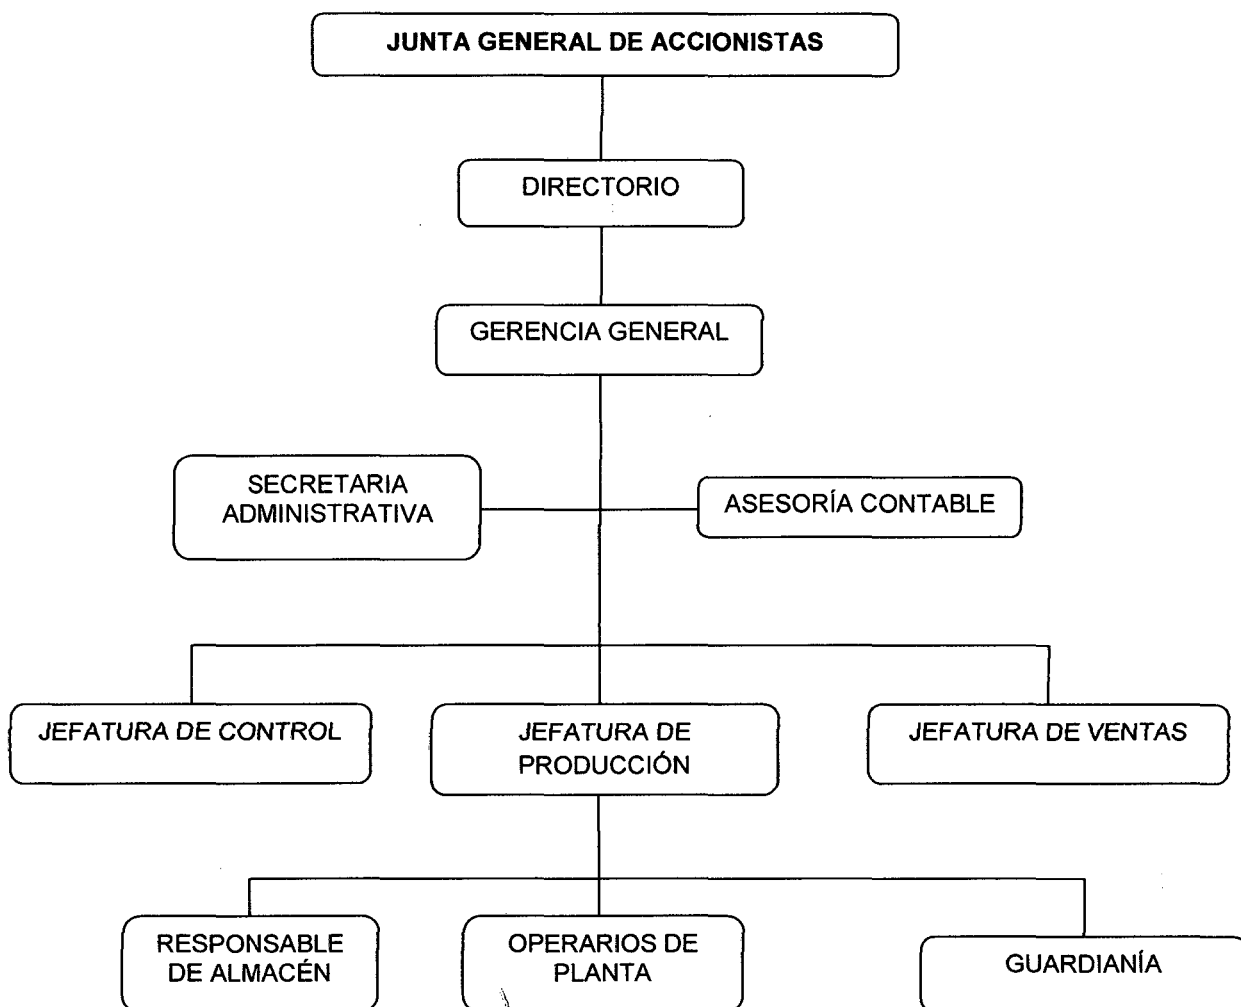 JUNTA GENERAL DE ACCIONISTAS
DIRECTORIO
GERENCIA GENERAL
SECRETARIA
ADMINISTRATIVA
ASESORÍA CONTABLE
JEFATURA DE CONTROL
JEFATURA DE
PRODUCCIÓN
JEFATURA DE VENTAS
RESPONSABLE
DE ALMACÉN
OPERARIOS DE
PLANTA
GUARDIANÍA